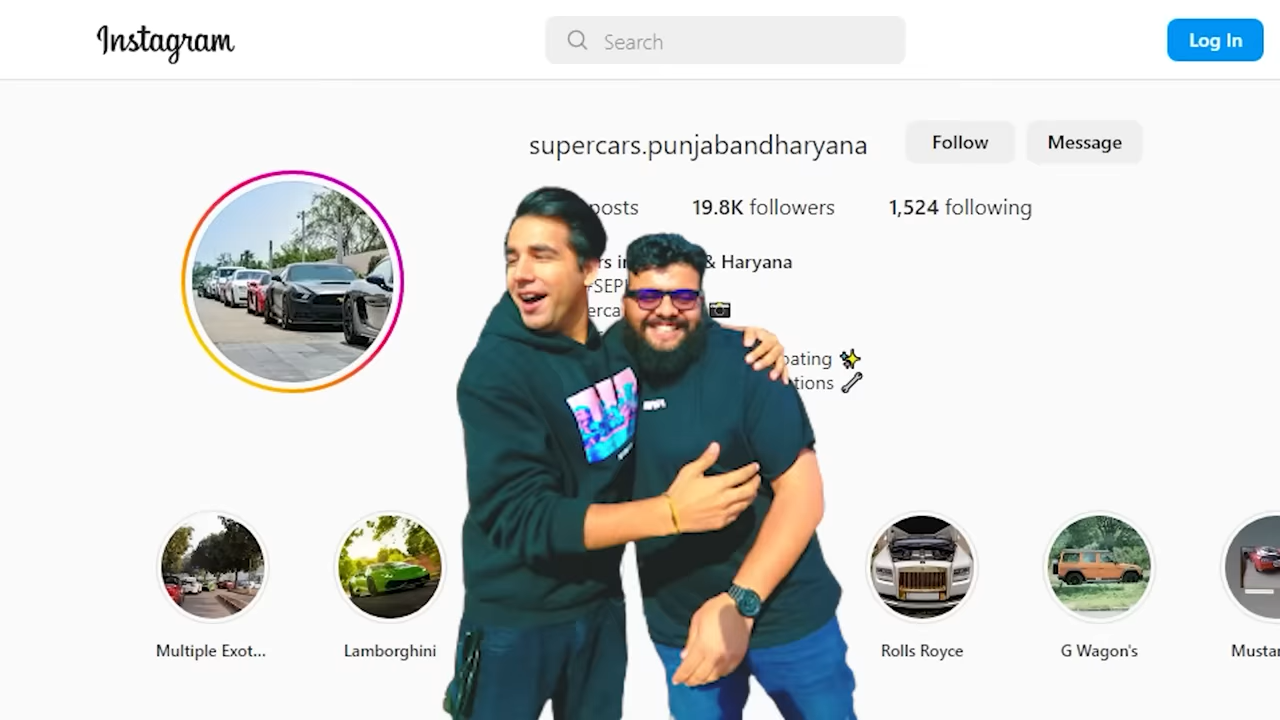 Instagram
Search
Log In
supercars.punjabandharyana
Follow
Message
posts
19.8K followers
1,524 following
& Haryana
Multiple Exot...
Lamborghini
Rolls Royce
G Wagon's